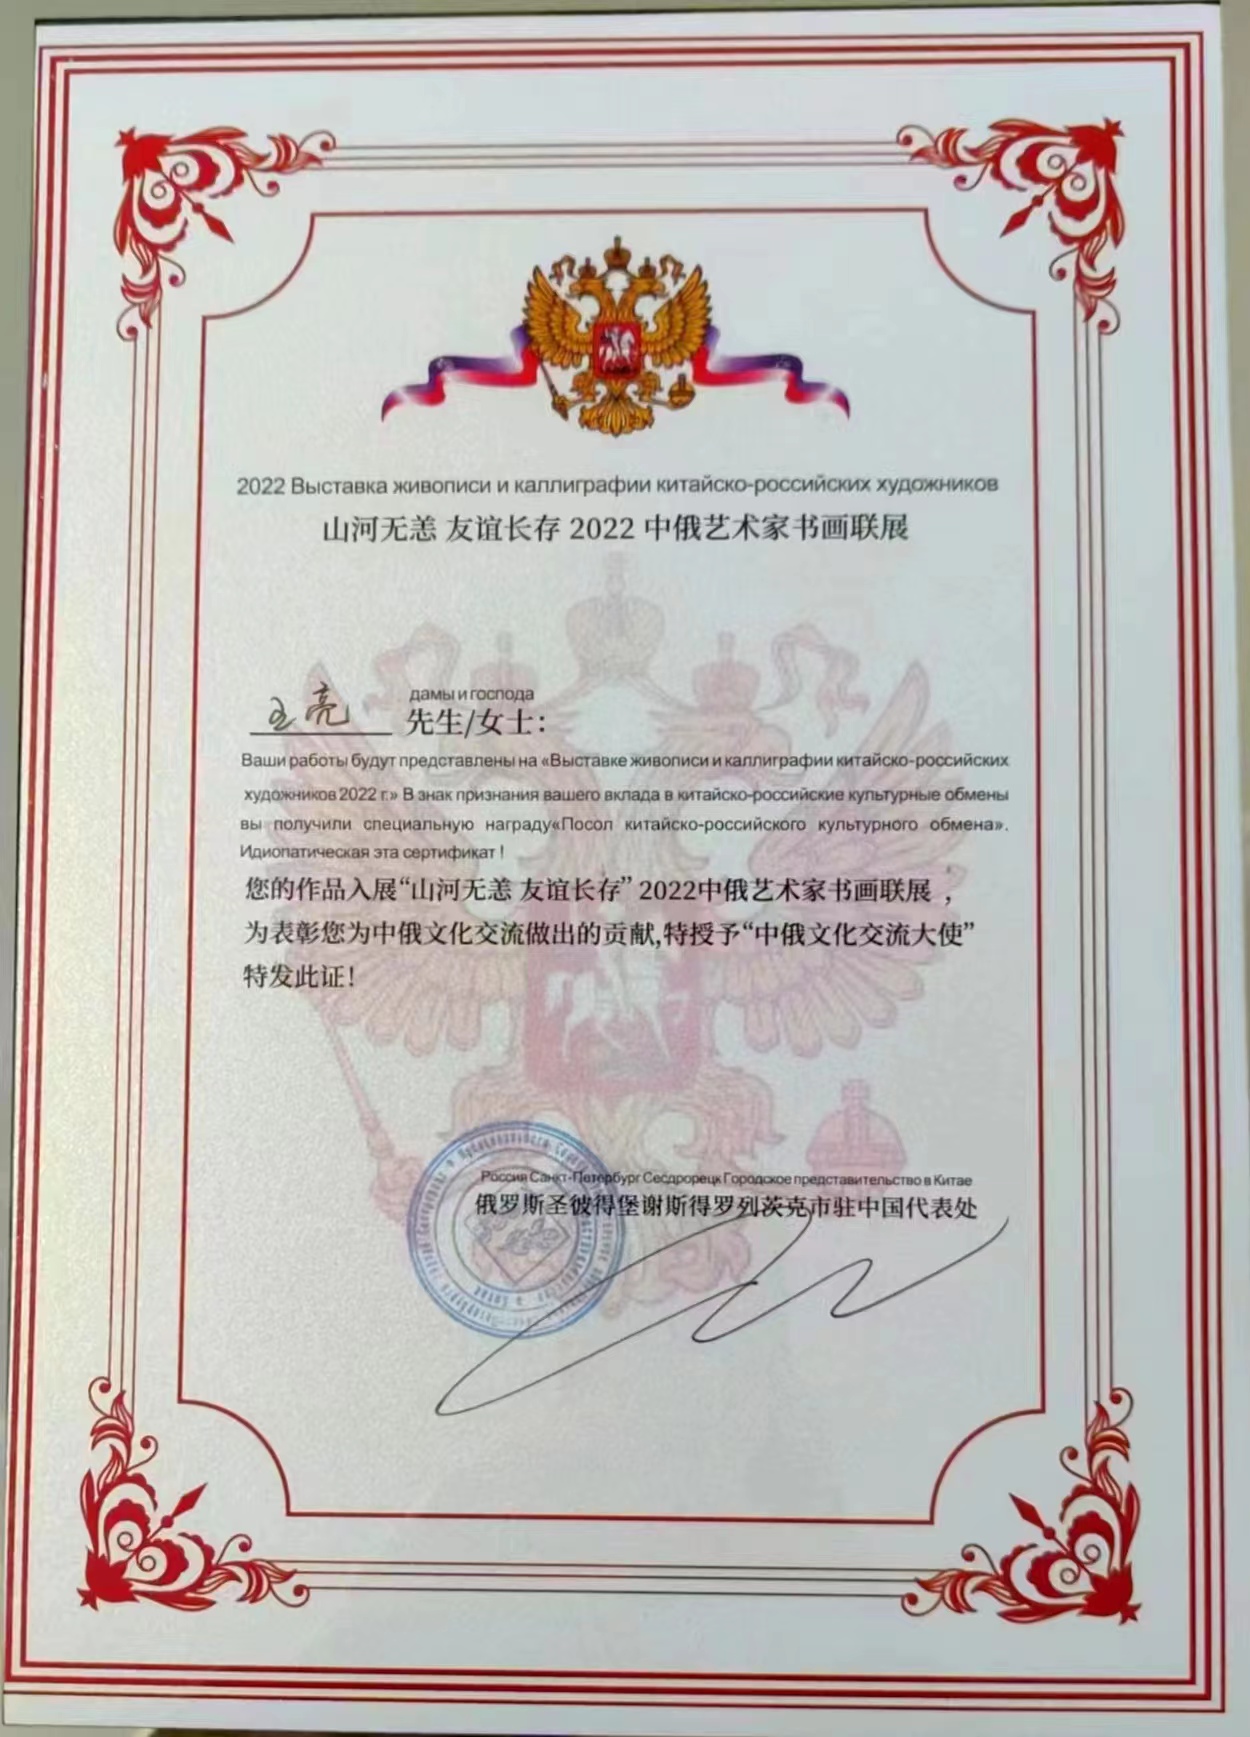 2022 Выставка живописи и каллиграфии китайско-российских художников
山河无恙 友谊长存 2022 中俄艺术家书画联展
дамы и господа
王亮 先生/女士：
Ваши работы будут представлены на «Выставке живописи и каллиграфии китайско-российских
художников 2022 г.» В знак признания вашего вклада в китайско-российские культурные обмены
вы получили специальную награду«Посол китайско-российского культурного обмена».
Идиопатическая эта сертификат !
您的作品入展“山河无恙 友谊长存” 2022中俄艺术家书画联展 ，
为表彰您为中俄文化交流做出的贡献,特授予“中俄文化交流大使”
特发此证!
Россия Санкт-Петербург Сесдрорецк Городское представительство в Китае
俄罗斯圣彼得堡谢斯得罗列茨克市驻中国代表处